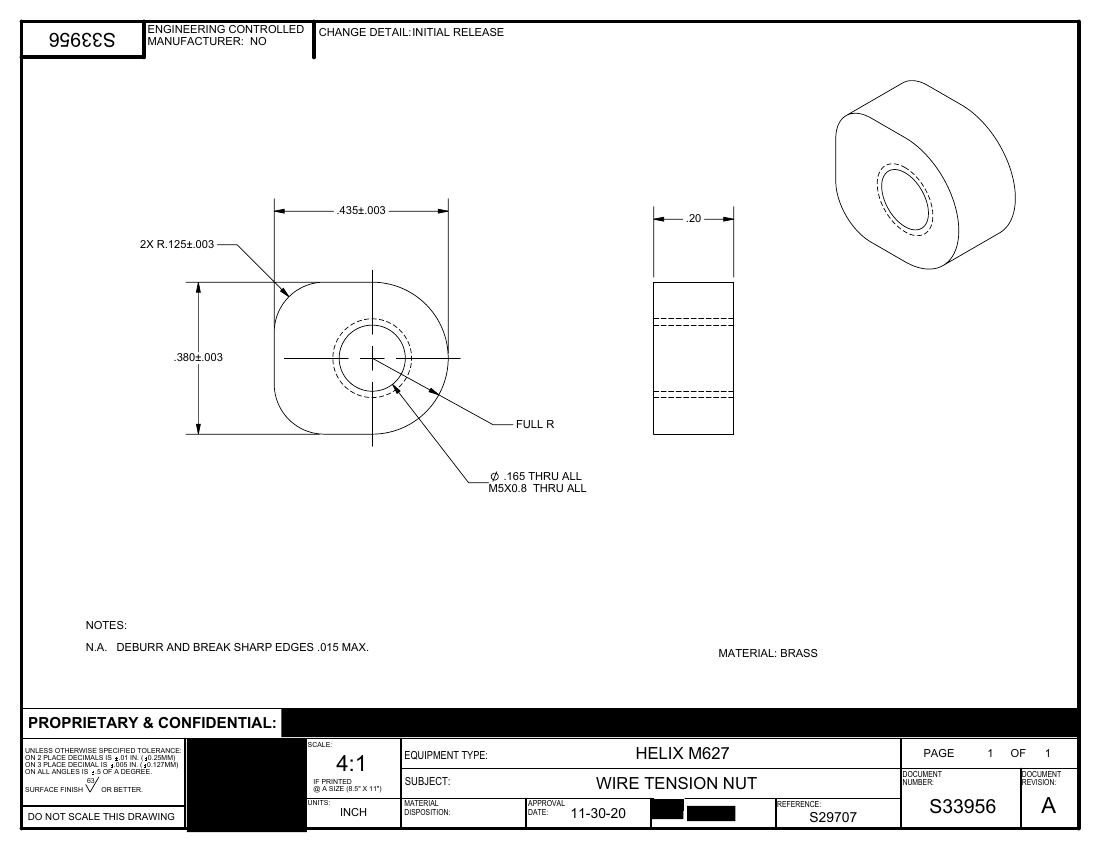 S33956
ENGINEERING CONTROLLED
MANUFACTURER: NO
CHANGE DETAIL: INITIAL RELEASE
.435±.003
.20
2X R.125±.003
.380±.003
FULL R
Ø .165 THRU ALL
M5X0.8 THRU ALL
NOTES:
N.A. DEBURR AND BREAK SHARP EDGES .015 MAX.
MATERIAL: BRASS
PROPRIETARY & CONFIDENTIAL:
UNLESS OTHERWISE SPECIFIED TOLERANCE:
ON 2 PLACE DECIMALS IS ±.01 IN. (±0.25MM)
ON 3 PLACE DECIMAL IS ±.005 IN. (±0.127MM)
ON ALL ANGLES IS ±.5 OF A DEGREE.
63
SURFACE FINISH √ OR BETTER.
DO NOT SCALE THIS DRAWING
SCALE:
4:1
IF PRINTED
@ A SIZE (8.5" X 11")
UNITS:
INCH
EQUIPMENT TYPE: HELIX M627
SUBJECT: WIRE TENSION NUT
MATERIAL
DISPOSITION:
APPROVAL
DATE: 11-30-20
REFERENCE:
S29707
PAGE 1 OF 1
DOCUMENT
NUMBER:
S33956
DOCUMENT
REVISION:
A